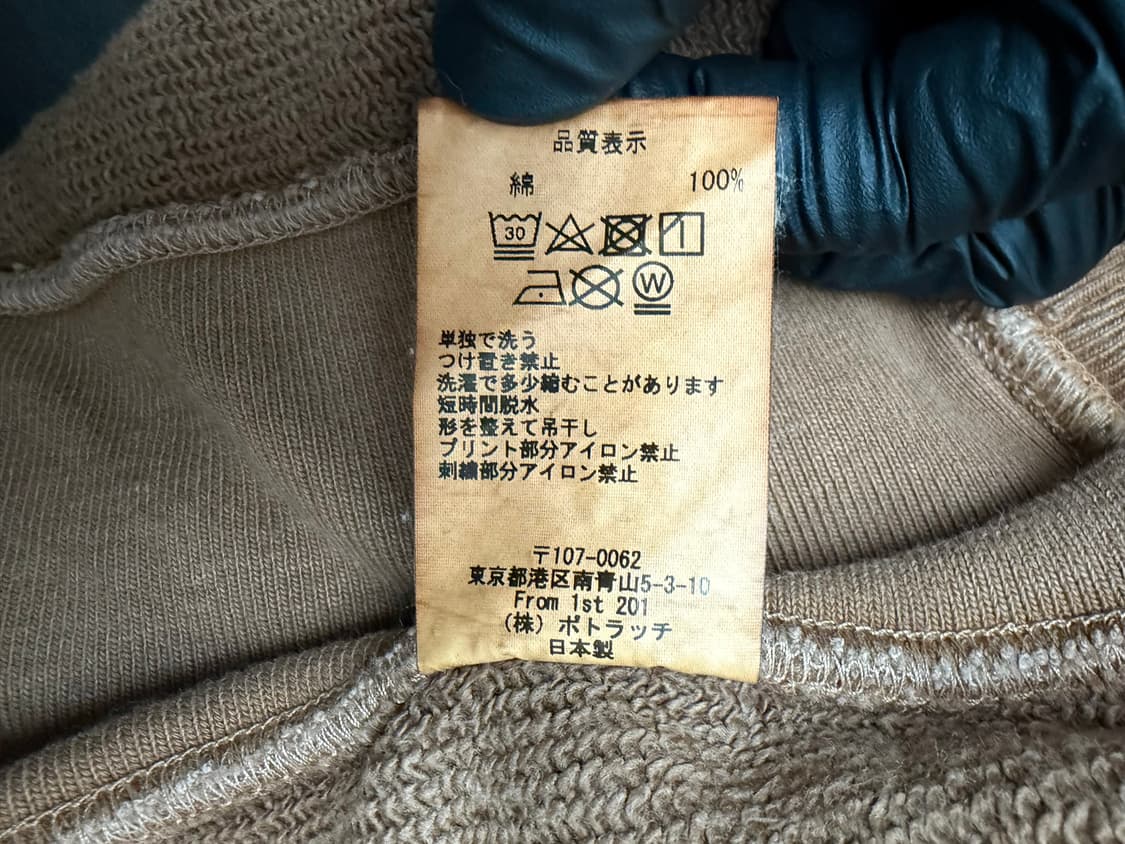 品質表示
綿 100%
30
W
単独で洗う
つけ置き禁止
洗濯で多少縮むことがあります
短時間脱水
形を整えて吊干し
プリント部分アイロン禁止
刺繍部分アイロン禁止
〒107-0062
東京都港区南青山5-3-10
From 1st 201
(株) ポトラッチ
日本製